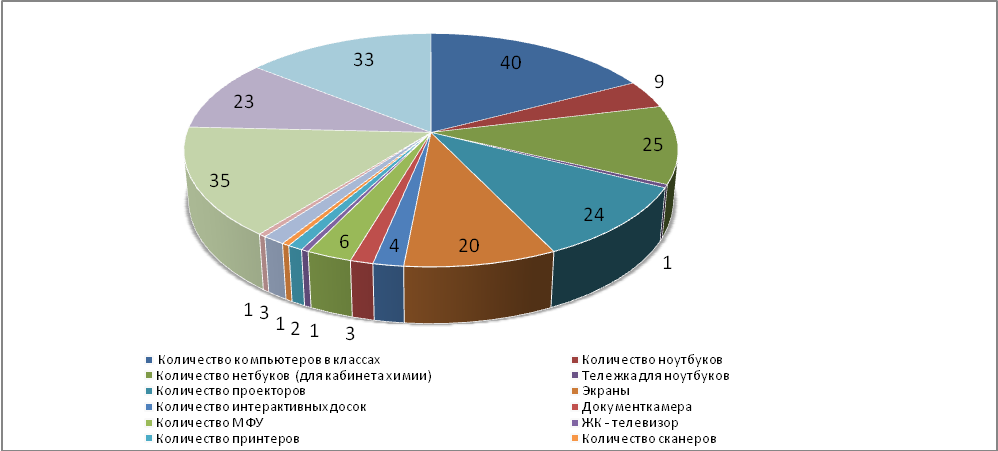 33
40
9
23
25
35
24
6
4
20
1
1
3
1
2
1
3
Количество компьютеров в классах
Количество ноутбуков
Количество нетбуков (для кабинета химии)
Тележка для ноутбуков
Количество проекторов
Экраны
Количество интерактивных досок
Документкамера
Количество МФУ
ЖК - телевизор
Количество принтеров
Количество сканеров